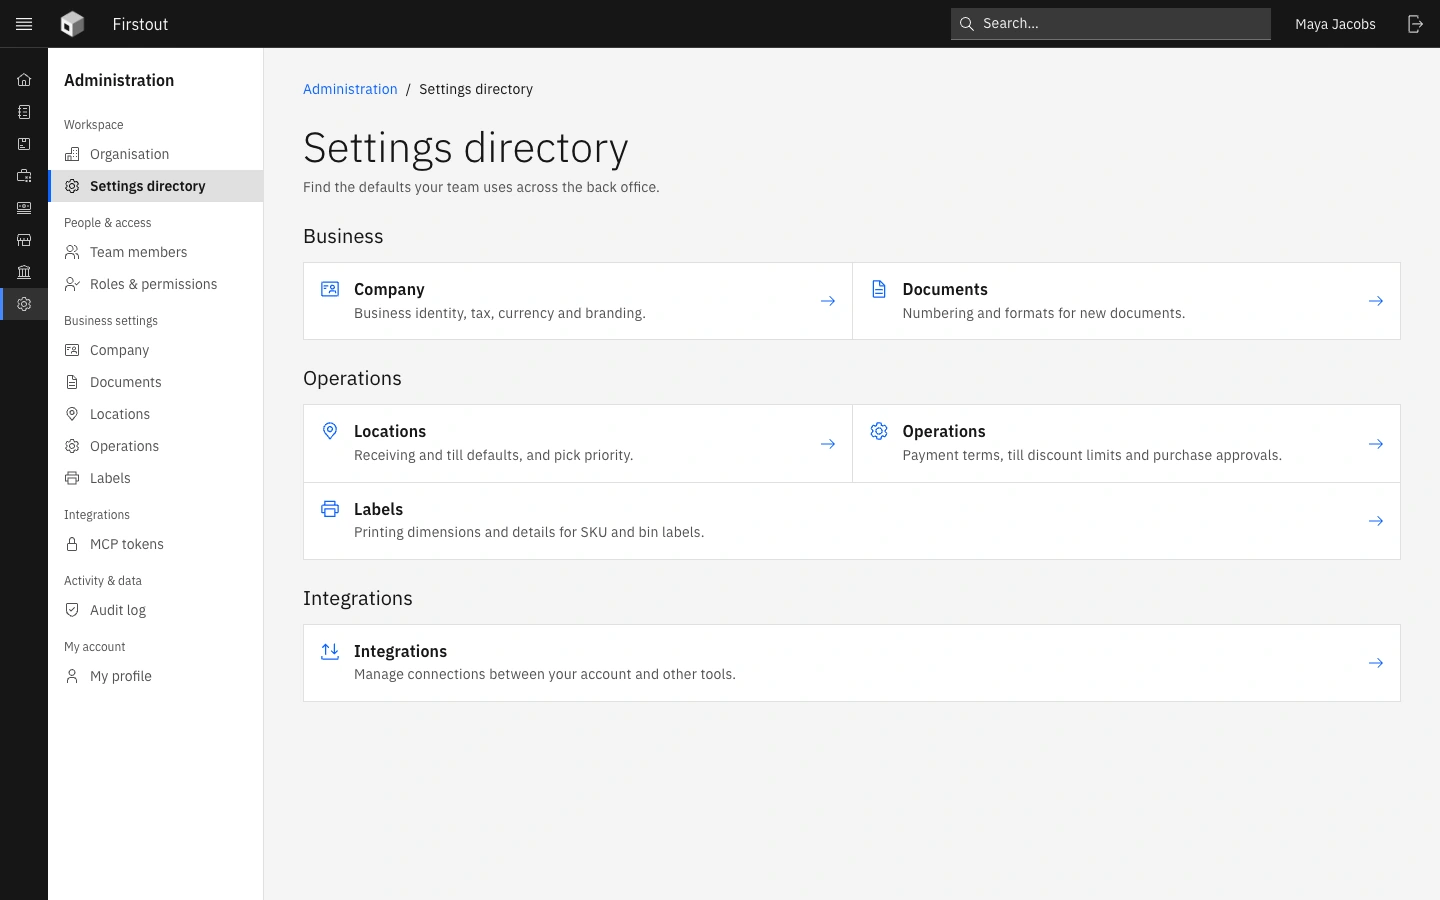 Firstout
Search...
Maya Jacobs
Administration
Workspace
Organisation
Settings directory
People & access
Team members
Roles & permissions
Business settings
Company
Documents
Locations
Operations
Labels
Integrations
MCP tokens
Activity & data
Audit log
My account
My profile
Administration / Settings directory
Settings directory
Find the defaults your team uses across the back office.
Business
Company
Business identity, tax, currency and branding.
Documents
Numbering and formats for new documents.
Operations
Locations
Receiving and till defaults, and pick priority.
Operations
Payment terms, till discount limits and purchase approvals.
Labels
Printing dimensions and details for SKU and bin labels.
Integrations
Integrations
Manage connections between your account and other tools.